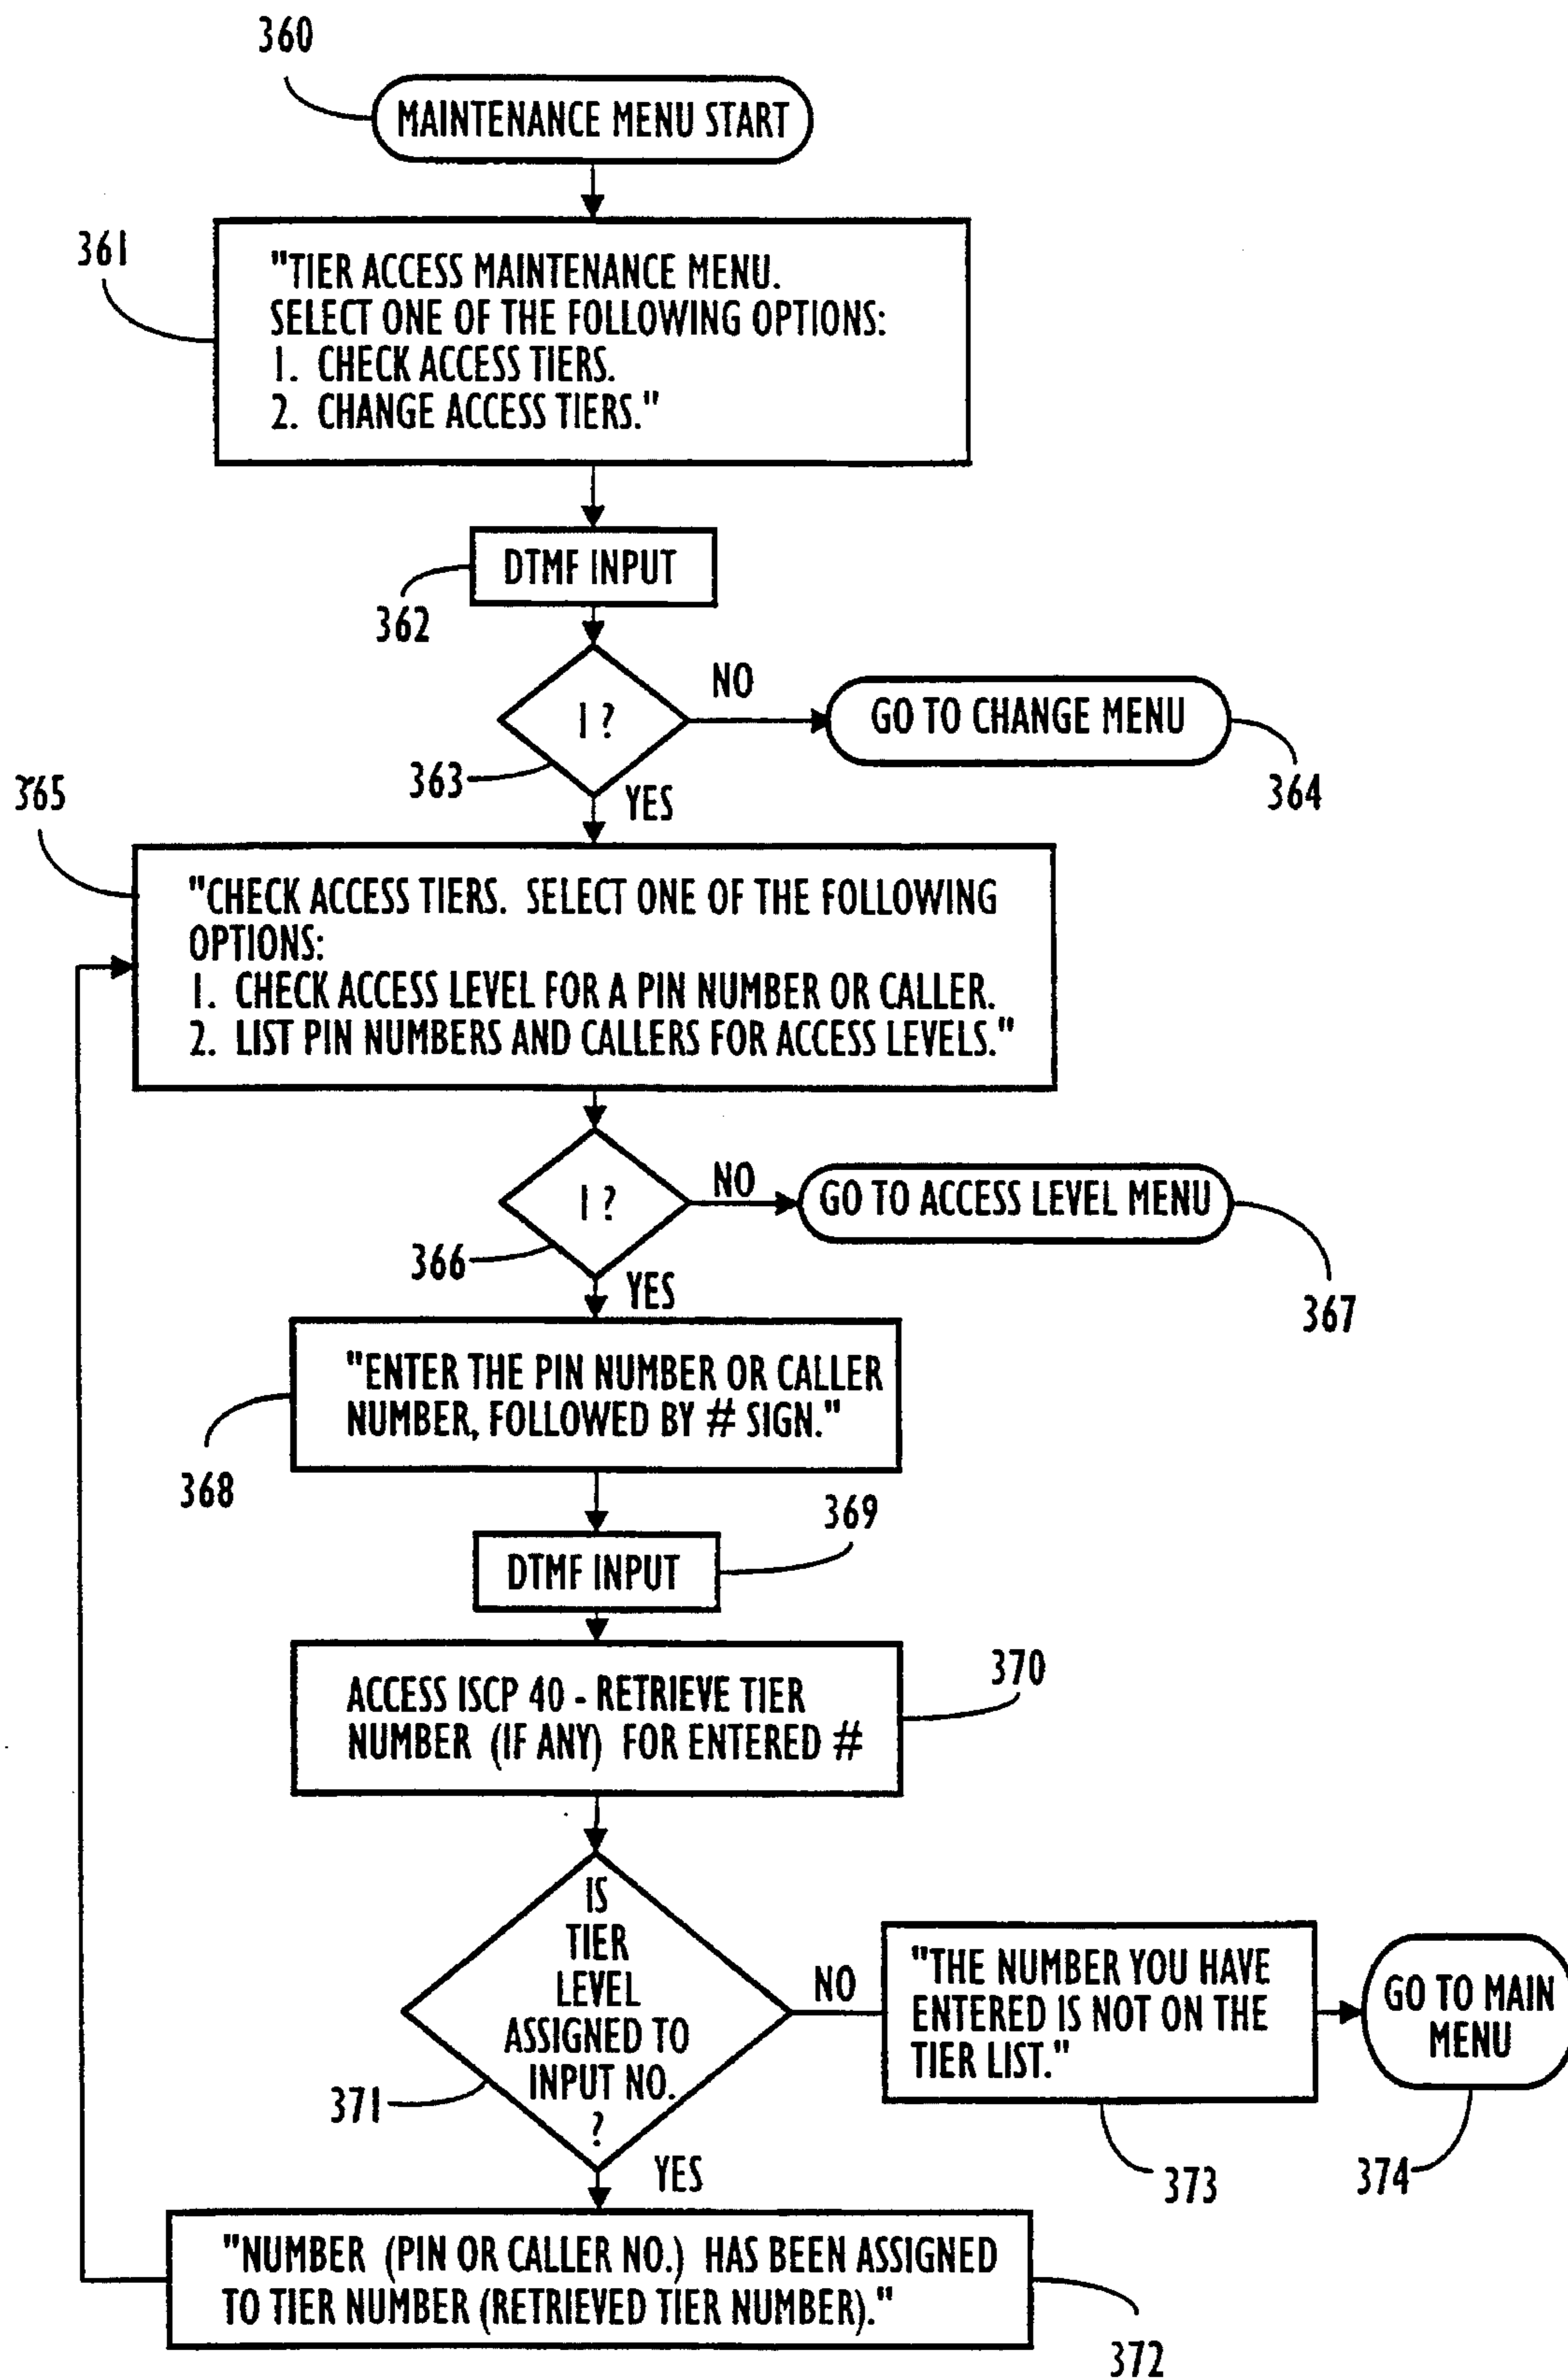 360
MAINTENANCE MENU START
361
"TIER ACCESS MAINTENANCE MENU.
SELECT ONE OF THE FOLLOWING OPTIONS:
1. CHECK ACCESS TIERS.
2. CHANGE ACCESS TIERS."
DTMF INPUT
362
1 ?
NO
GO TO CHANGE MENU
363
364
YES
365
"CHECK ACCESS TIERS. SELECT ONE OF THE FOLLOWING
OPTIONS:
1. CHECK ACCESS LEVEL FOR A PIN NUMBER OR CALLER.
2. LIST PIN NUMBERS AND CALLERS FOR ACCESS LEVELS."
1 ?
NO
GO TO ACCESS LEVEL MENU
366
367
YES
"ENTER THE PIN NUMBER OR CALLER
NUMBER, FOLLOWED BY # SIGN."
368
369
DTMF INPUT
370
ACCESS ISCP 40 - RETRIEVE TIER
NUMBER (IF ANY) FOR ENTERED #
IS
TIER
LEVEL
ASSIGNED TO
INPUT NO.
?
371
NO
"THE NUMBER YOU HAVE
ENTERED IS NOT ON THE
TIER LIST."
373
GO TO MAIN
MENU
374
YES
"NUMBER (PIN OR CALLER NO.) HAS BEEN ASSIGNED
TO TIER NUMBER (RETRIEVED TIER NUMBER)."
372